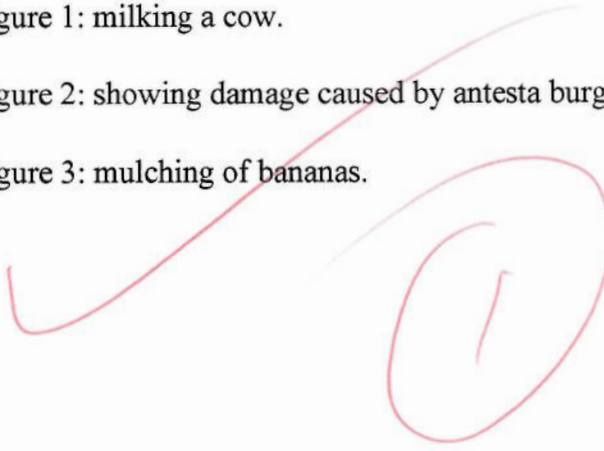 gure 1: milking a cow.
gure 2: showing damage caused by antesta burg
gure 3: mulching of bananas.
1